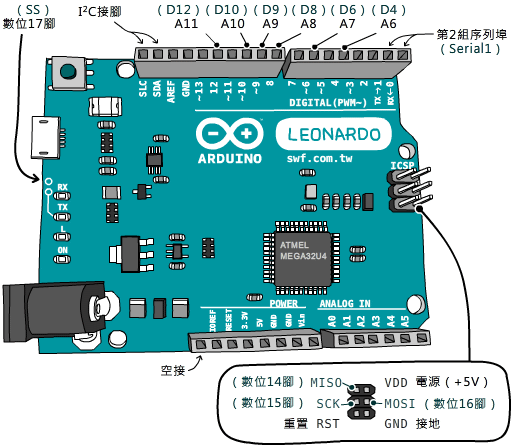 （SS）
數位17腳
I²C接腳
（D12）（D10）（D9）（D8）（D6）（D4）
A11 A10 A9 A8 A7 A6
第2組序列埠
（Serial1）
SLC SDA AREF GND ~13 12 ~11 ~10 ~9 8 7 ~6 ~5 4 ~3 2 TX→1 RX←0
DIGITAL(PWM~)
ARDUINO
LEONARDO
swf.com.tw
ICSP
RX
TX
L
ON
ATMEL
MEGA32U4
POWER
ANALOG IN
IOREF RESET 3.3V 5V GND GND Vin A0 A1 A2 A3 A4 A5
空接
（數位14腳）MISO VDD 電源（+5V）
（數位15腳）SCK MOSI（數位16腳）
重置 RST GND 接地